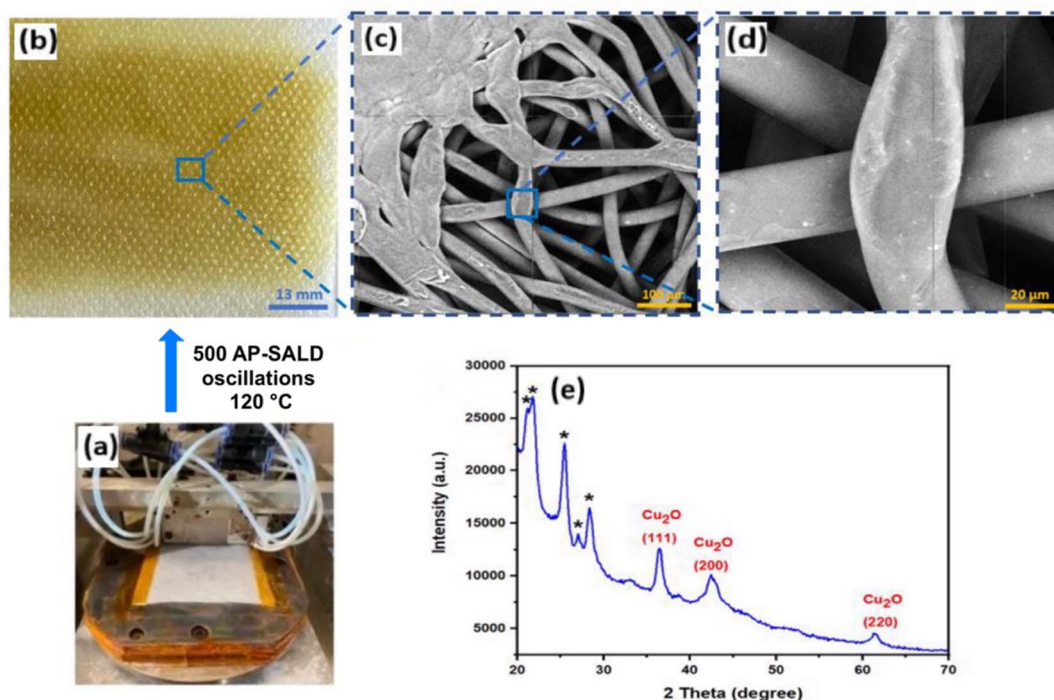 (b)
13 mm
(c)
100 µm
(d)
20 µm
500 AP-SALD
oscillations
120 °C
(a)
(e)
30000
25000
20000
15000
10000
5000
Intensity (a.u.)
* * * * *
Cu₂O
(111)
Cu₂O
(200)
Cu₂O
(220)
20 30 40 50 60 70
2 Theta (degree)